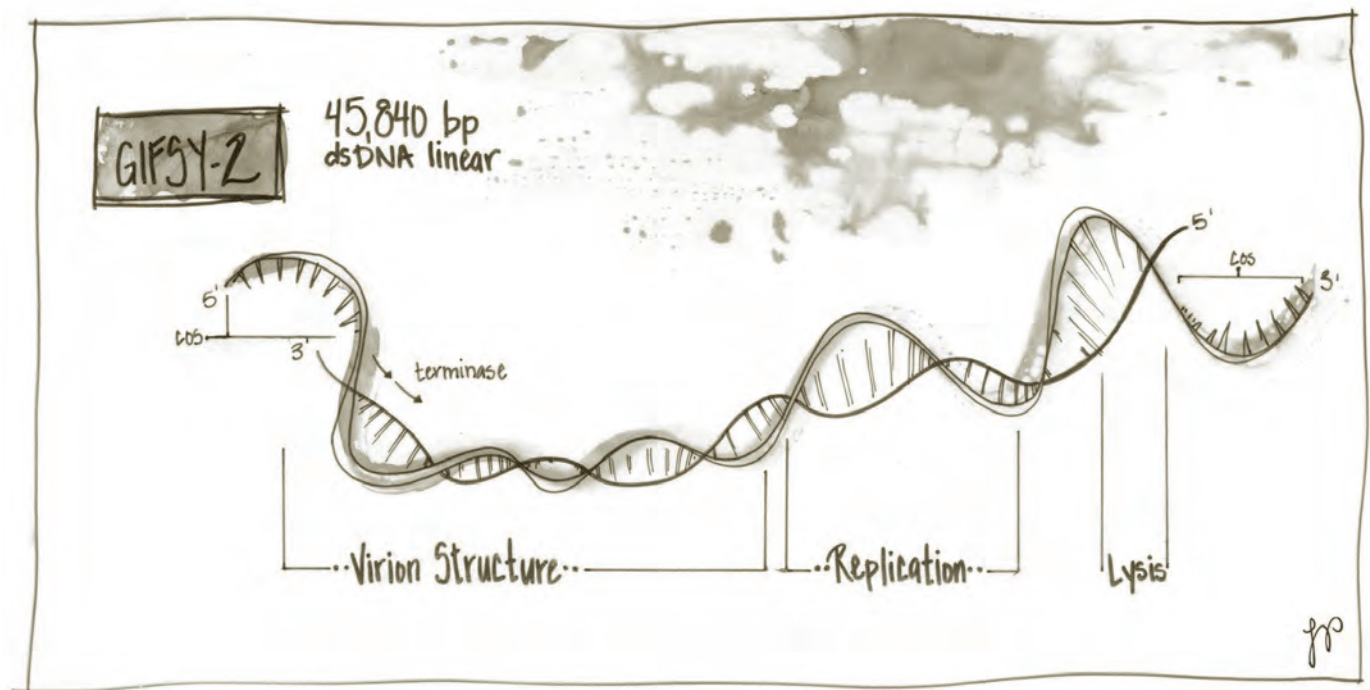 GIFSY-2
45,840 bp
dsDNA linear
5'
cos
3'
terminase
5'
cos
3'
··Virion Structure··
··Replication··
Lysis